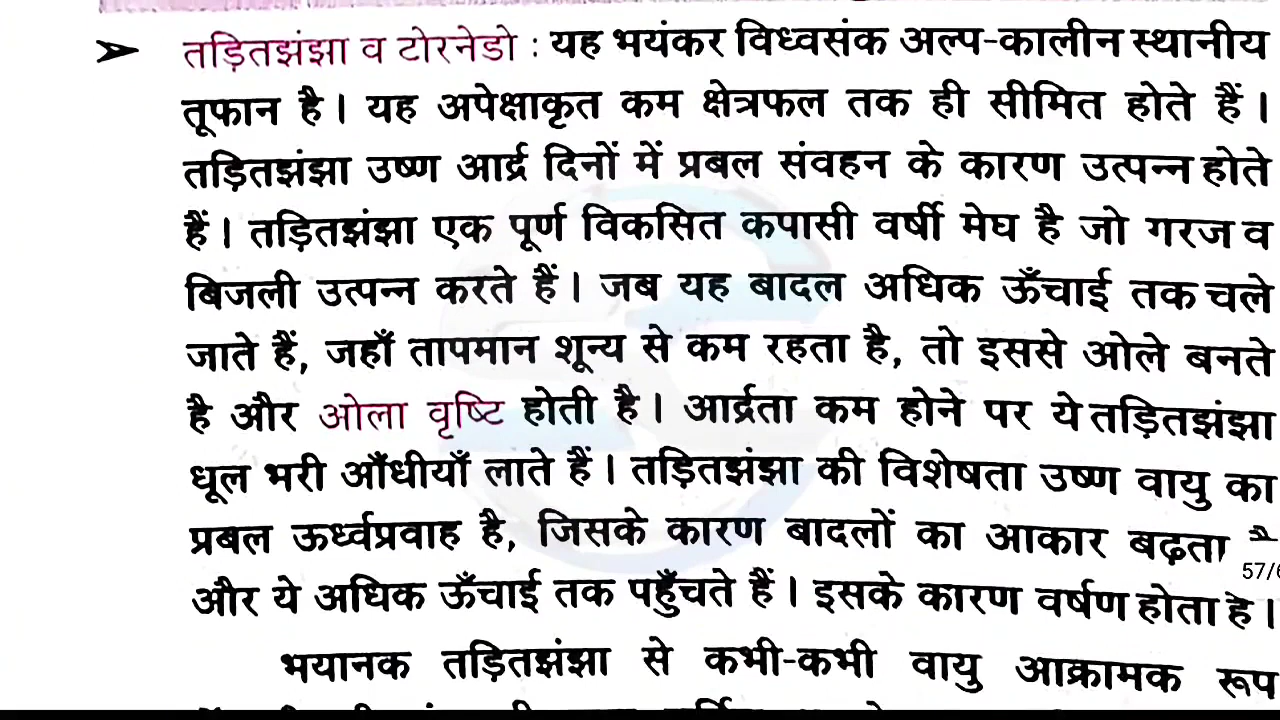 ➤ तड़ितझंझा व टोरनेडो : यह भयंकर विध्वसंक अल्प-कालीन स्थानीय
तूफान है। यह अपेक्षाकृत कम क्षेत्रफल तक ही सीमित होते हैं।
तड़ितझंझा उष्ण आर्द्र दिनों में प्रबल संवहन के कारण उत्पन्न होते
हैं। तड़ितझंझा एक पूर्ण विकसित कपासी वर्षी मेघ है जो गरज व
बिजली उत्पन्न करते हैं। जब यह बादल अधिक ऊँचाई तक चले
जाते हैं, जहाँ तापमान शून्य से कम रहता है, तो इससे ओले बनते
है और ओला वृष्टि होती है। आर्द्रता कम होने पर ये तड़ितझंझा
धूल भरी आँधीयाँ लाते हैं। तड़ितझंझा की विशेषता उष्ण वायु का
प्रबल ऊर्ध्वप्रवाह है, जिसके कारण बादलों का आकार बढ़ता
57/6
और ये अधिक ऊँचाई तक पहुँचते हैं। इसके कारण वर्षण होता है।
भयानक तड़ितझंझा से कभी-कभी वायु आक्रामक रूप